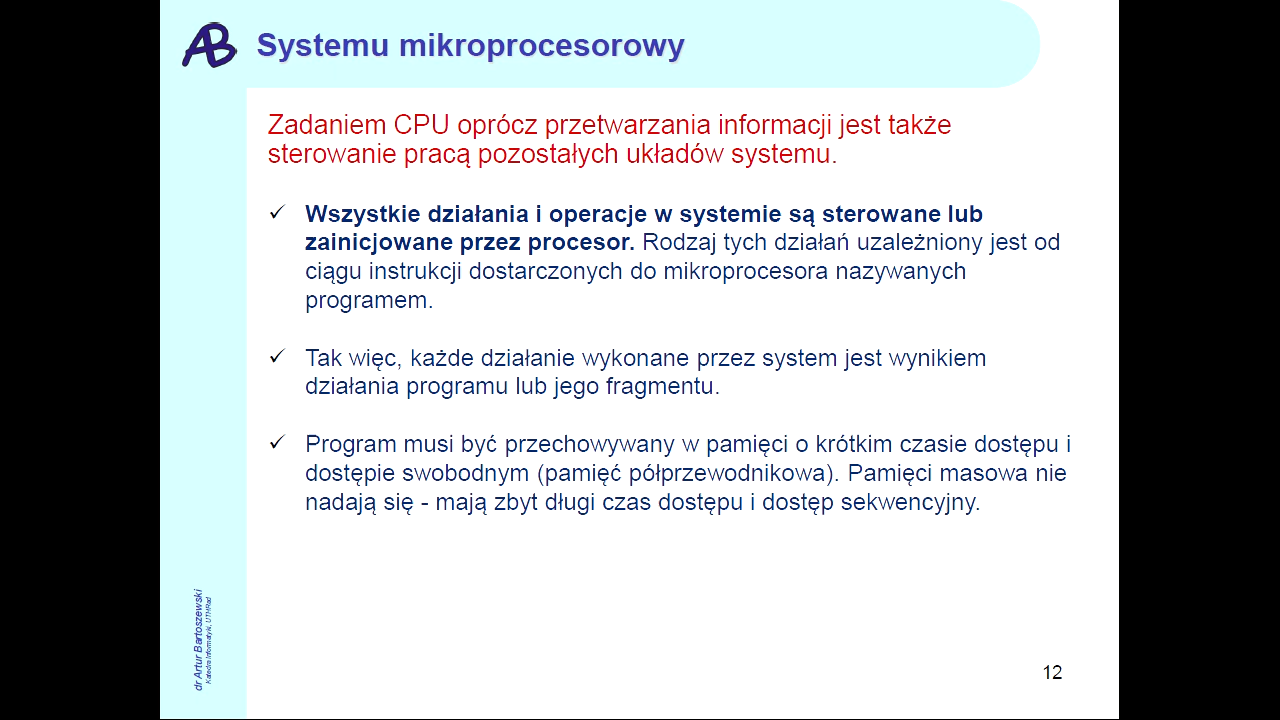 AB
Systemu mikroprocesorowy
Zadaniem CPU oprócz przetwarzania informacji jest także
sterowanie pracą pozostałych układów systemu.
✓ Wszystkie działania i operacje w systemie są sterowane lub
zainicjowane przez procesor. Rodzaj tych działań uzależniony jest od
ciągu instrukcji dostarczonych do mikroprocesora nazywanych
programem.
✓ Tak więc, każde działanie wykonane przez system jest wynikiem
działania programu lub jego fragmentu.
✓ Program musi być przechowywany w pamięci o krótkim czasie dostępu i
dostępie swobodnym (pamięć półprzewodnikowa). Pamięci masowa nie
nadają się - mają zbyt długi czas dostępu i dostęp sekwencyjny.
dr Artur Bartoszewski
Katedra Informatyki, UTHRad
12